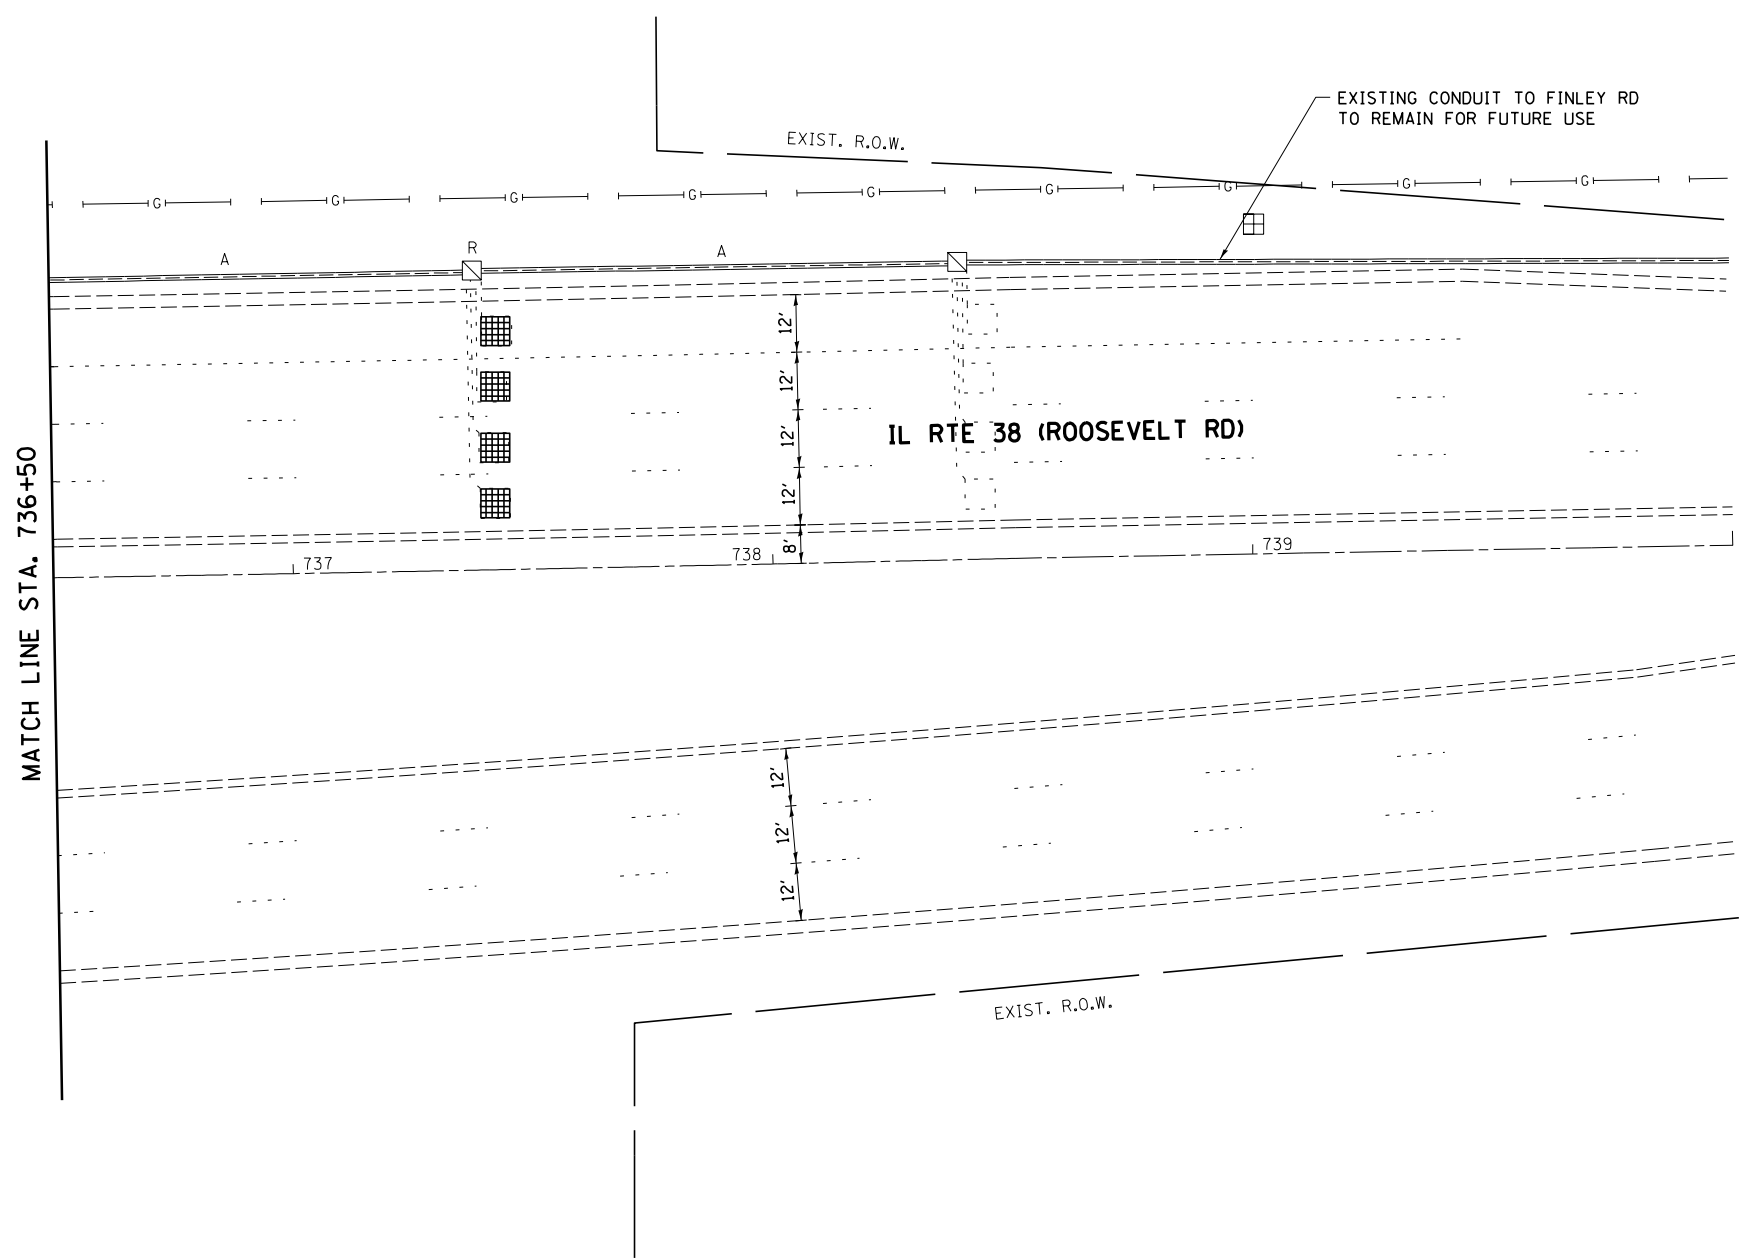 EXISTING CONDUIT TO FINLEY RD
TO REMAIN FOR FUTURE USE
EXIST. R.O.W.
G G G G G G G G G
R
A A
12'
12'
12'
12'
8'
IL RTE 38 (ROOSEVELT RD)
737 738 739
MATCH LINE STA. 736+50
12'
12'
12'
EXIST. R.O.W.